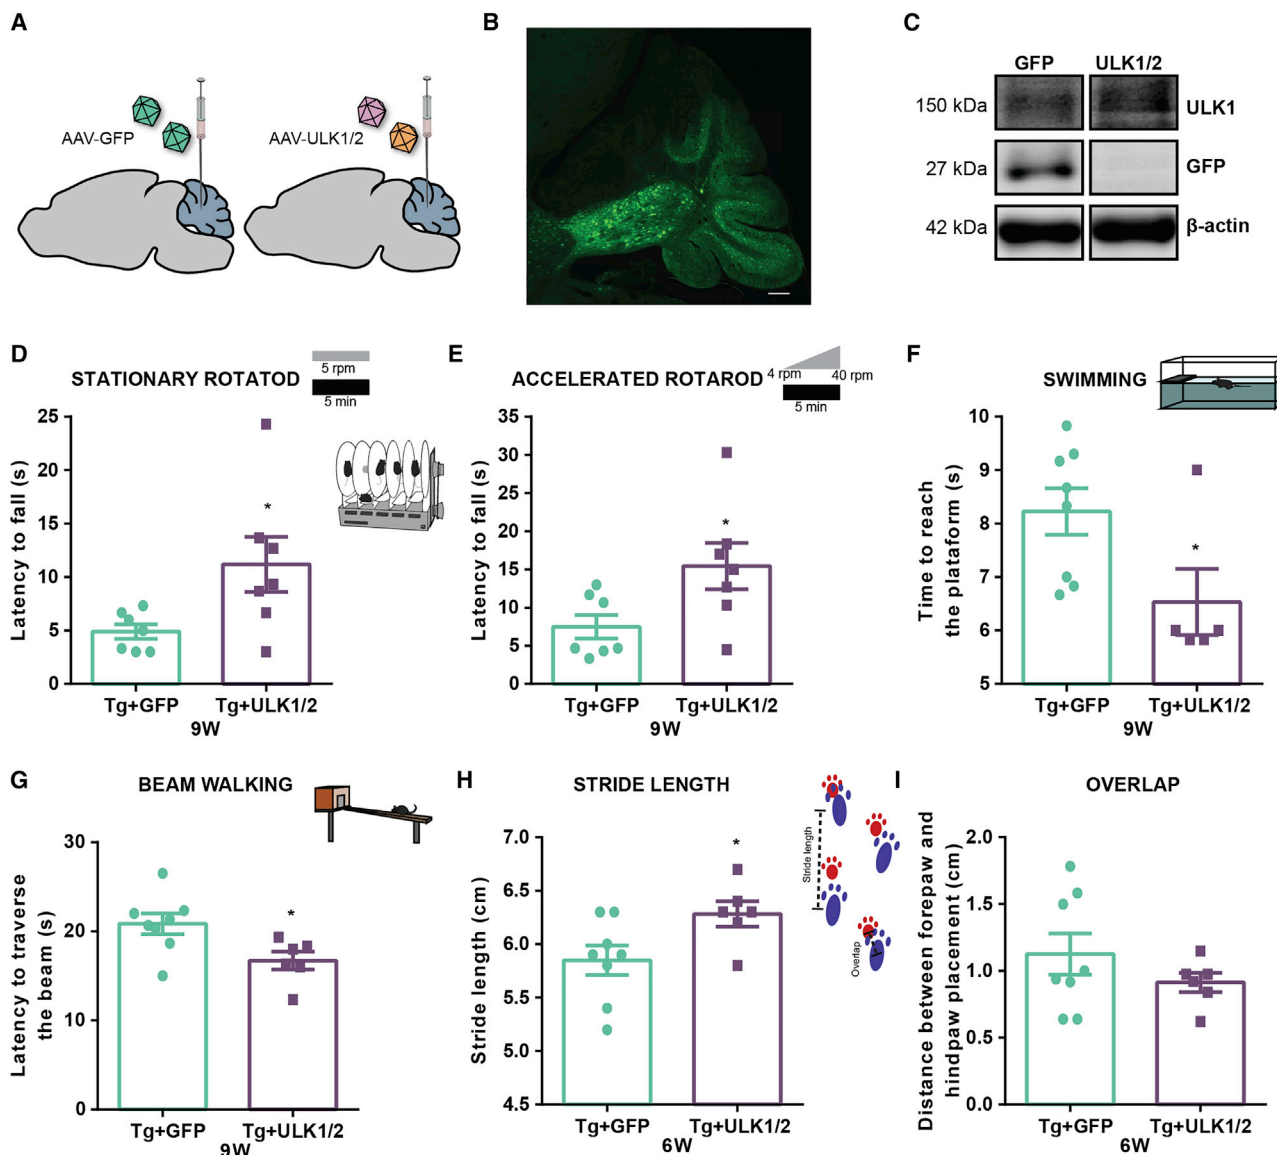 A
AAV-GFP
AAV-ULK1/2
B
C
GFP ULK1/2
150 kDa ULK1
27 kDa GFP
42 kDa β-actin
D
STATIONARY ROTATOD
5 rpm
5 min
Latency to fall (s)
25
20
15
10
5
0
Tg+GFP Tg+ULK1/2
9W
*
E
ACCELERATED ROTAROD
4 rpm 40 rpm
5 min
Latency to fall (s)
35
30
25
20
15
10
5
0
Tg+GFP Tg+ULK1/2
9W
*
F
SWIMMING
Time to reach
the plataform (s)
10
9
8
7
6
5
Tg+GFP Tg+ULK1/2
9W
*
G
BEAM WALKING
Latency to traverse
the beam (s)
30
20
10
0
Tg+GFP Tg+ULK1/2
9W
*
H
STRIDE LENGTH
Stride length (cm)
7.0
6.5
6.0
5.5
5.0
4.5
Tg+GFP Tg+ULK1/2
6W
*
Stride length
Overlap
I
OVERLAP
Distance between forepaw and
hindpaw placement (cm)
2.0
1.5
1.0
0.5
0.0
Tg+GFP Tg+ULK1/2
6W